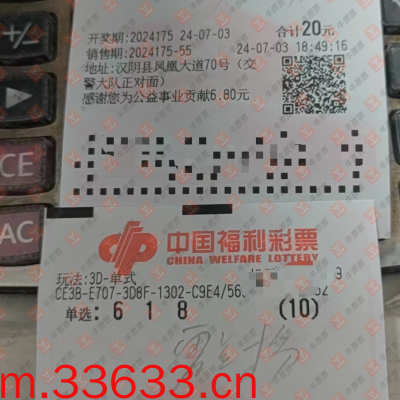 开奖期:2024175 24-07-03 合计20元
销售期:2024175-55 24-07-03 18:49:16
地址:汉阴县凤凰大道70号（交
警大队正对面）
感谢您为公益事业贡献6.80元
CE
AC
中国福利彩票
CHINA WELFARE LOTTERY
玩法:3D-单式
CE3B-E707-3D8F-1302-C9E4/56
单选: 6 1 8 (10)
m.33633.cn